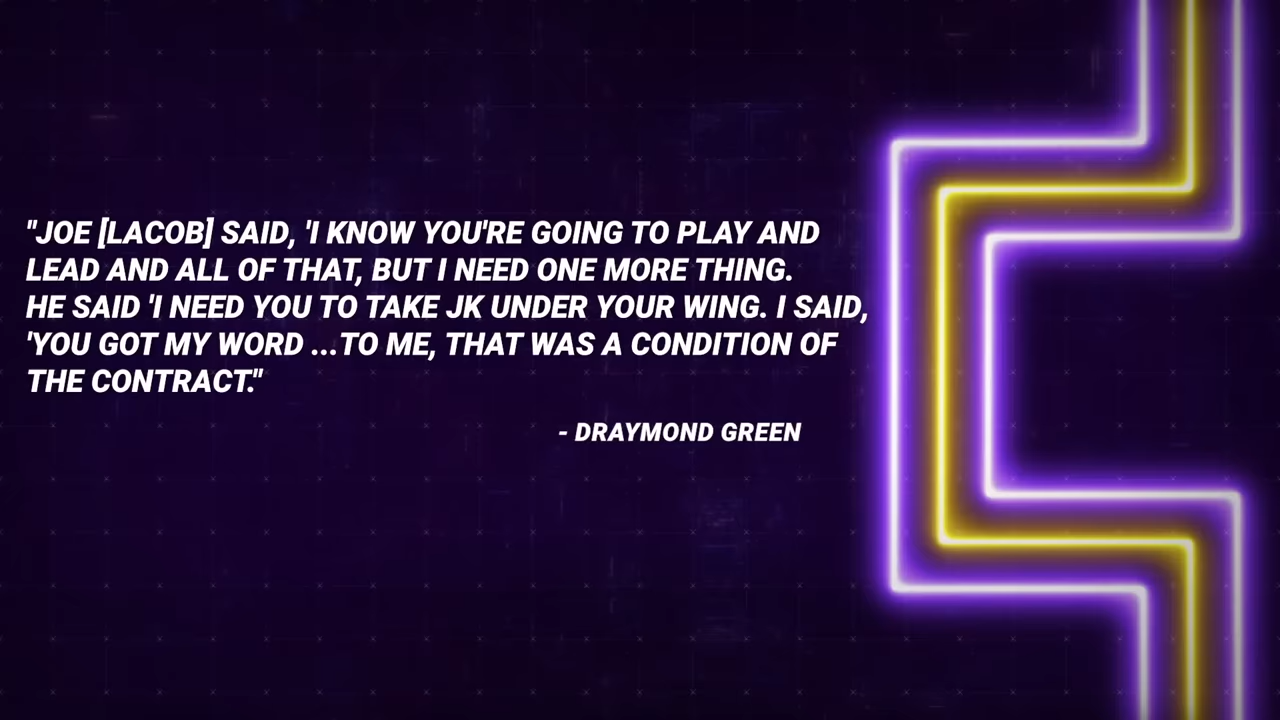 "JOE [LACOB] SAID, 'I KNOW YOU'RE GOING TO PLAY AND
LEAD AND ALL OF THAT, BUT I NEED ONE MORE THING.
HE SAID 'I NEED YOU TO TAKE JK UNDER YOUR WING. I SAID,
'YOU GOT MY WORD ...TO ME, THAT WAS A CONDITION OF
THE CONTRACT."
- DRAYMOND GREEN